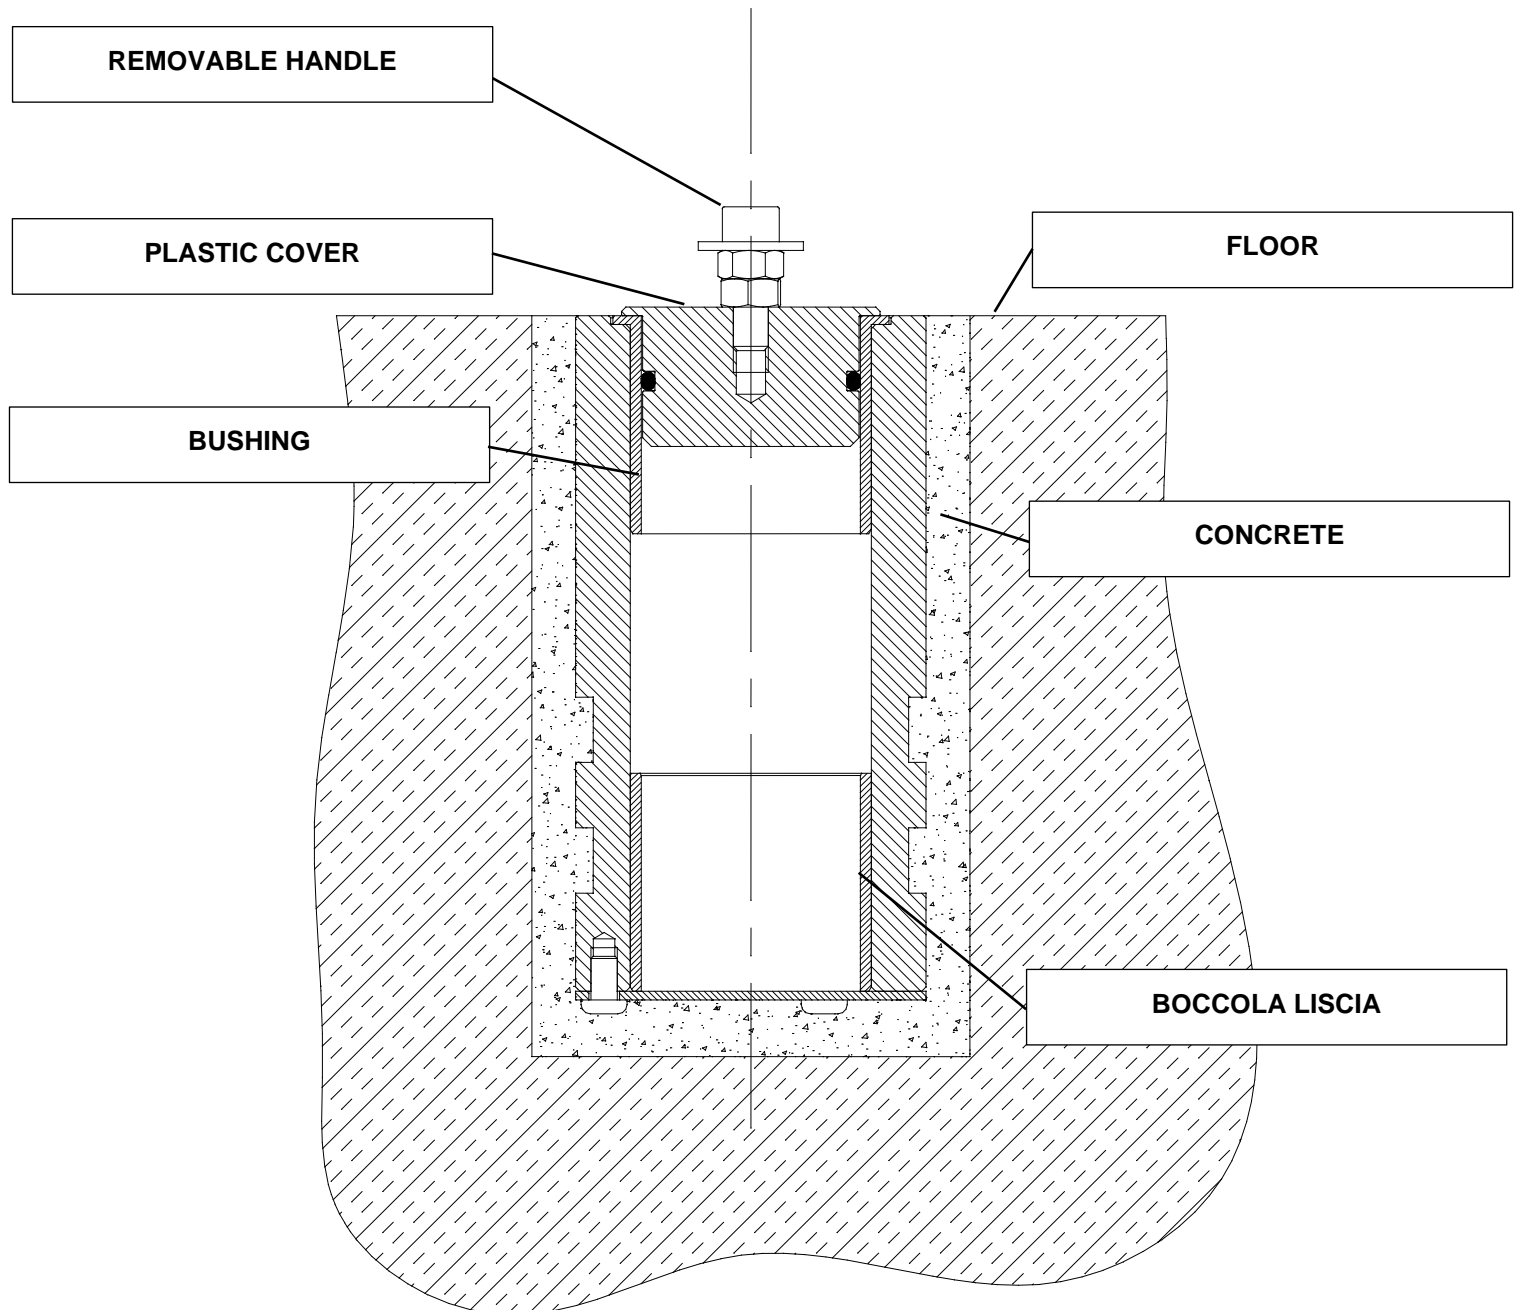 REMOVABLE HANDLE
PLASTIC COVER
FLOOR
BUSHING
CONCRETE
BOCCOLA LISCIA